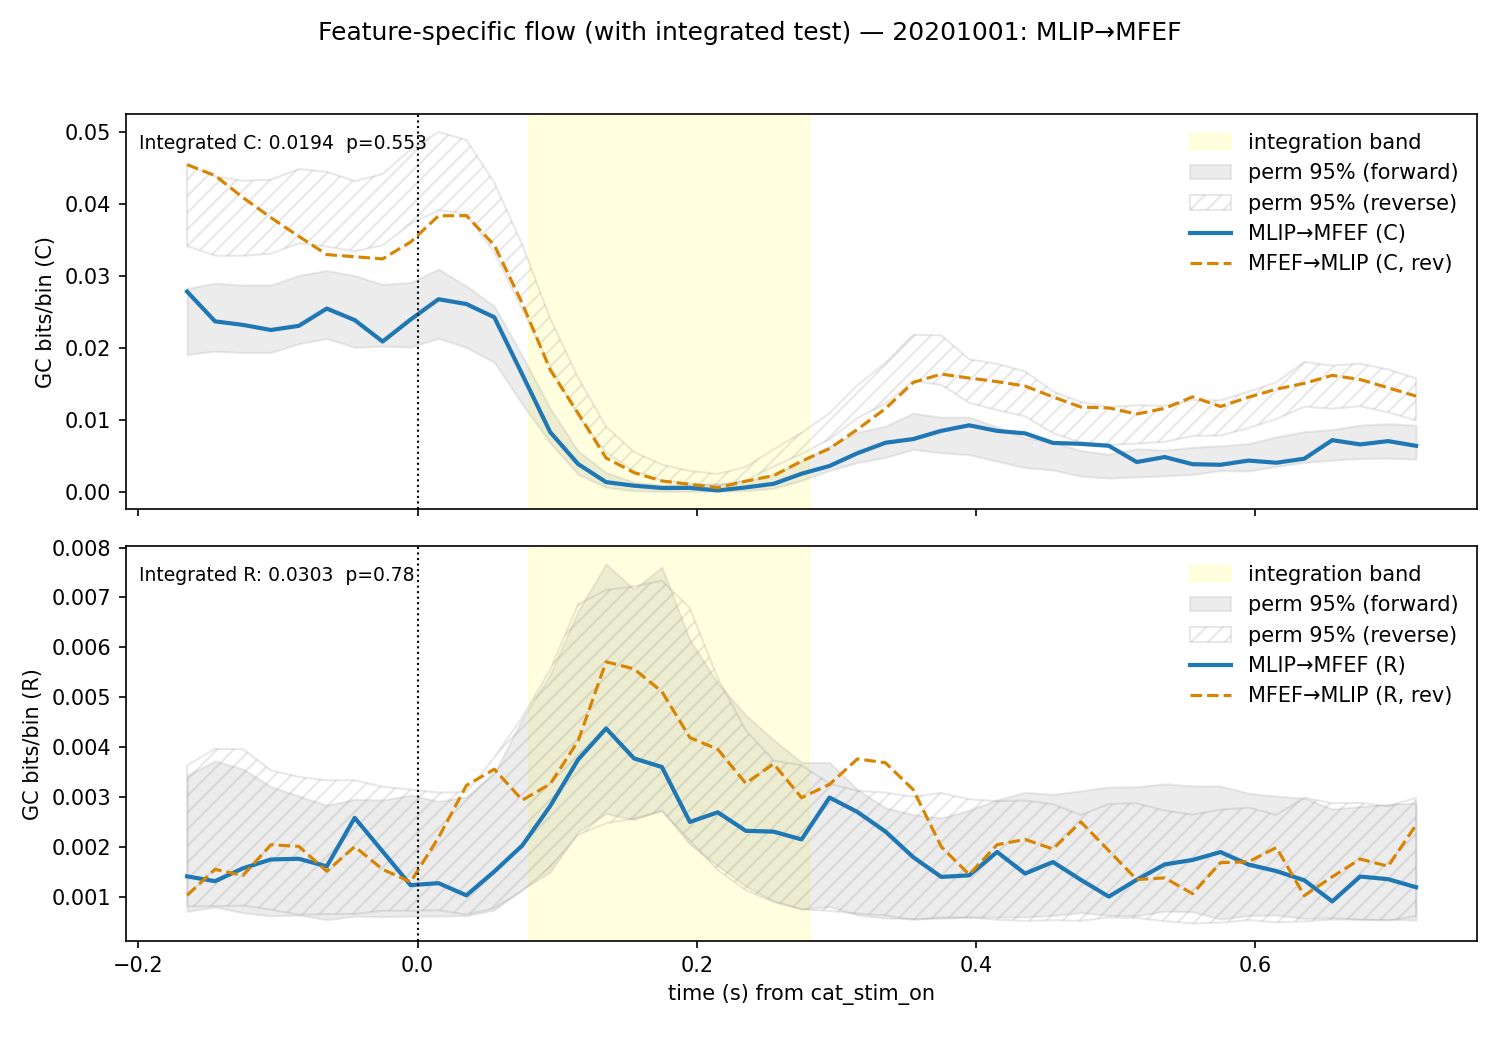 Feature-specific flow (with integrated test) — 20201001: MLIP→MFEF
GC bits/bin (C)
0.05
0.04
0.03
0.02
0.01
0.00
Integrated C: 0.0194  p=0.553
integration band
perm 95% (forward)
perm 95% (reverse)
MLIP→MFEF (C)
MFEF→MLIP (C, rev)
GC bits/bin (R)
0.008
0.007
0.006
0.005
0.004
0.003
0.002
0.001
Integrated R: 0.0303  p=0.78
integration band
perm 95% (forward)
perm 95% (reverse)
MLIP→MFEF (R)
MFEF→MLIP (R, rev)
−0.2 0.0 0.2 0.4 0.6
time (s) from cat_stim_on